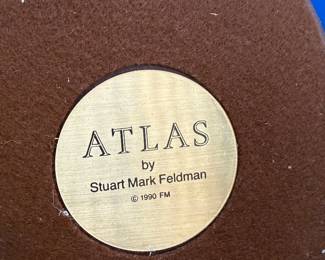 ATLAS
by
Stuart Mark Feldman
© 1990 FM